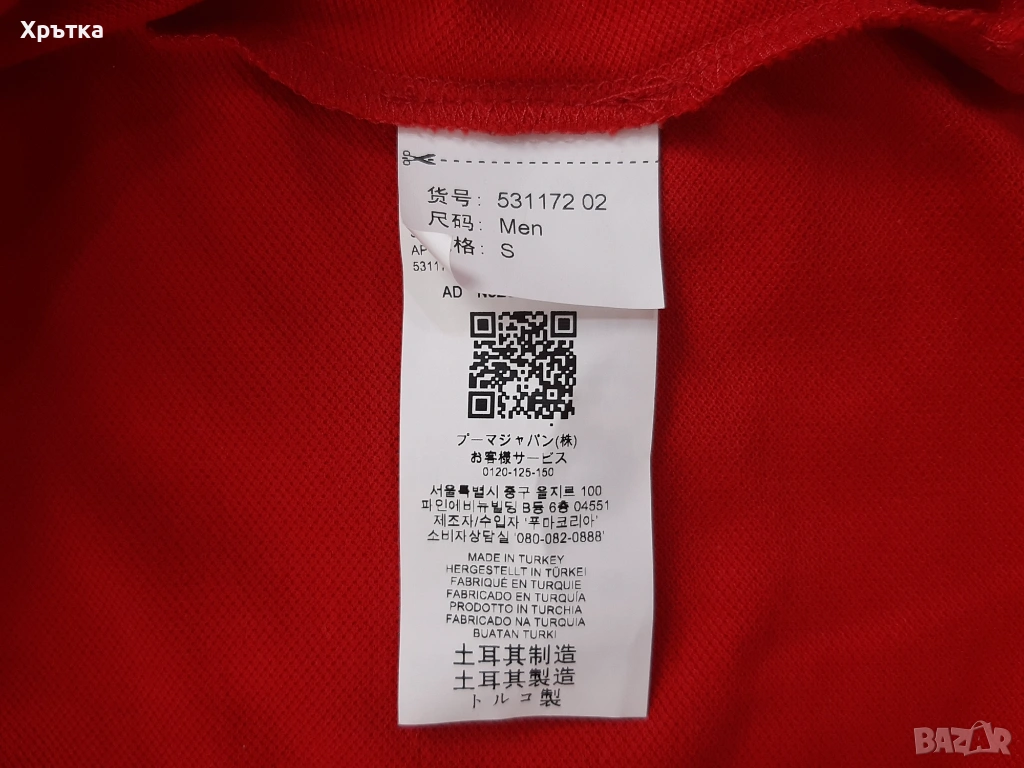 Хрътка
货号: 531172 02
尺码: Men
格: S
AP
5311
AD
プーマジャパン(株)
お客様サービス
0120-125-150
서울특별시 중구 을지로 100
파인에비뉴빌딩 B동 6층 04551
제조자/수입자 '푸마코리아'
소비자상담실 '080-082-0888'
MADE IN TURKEY
HERGESTELLT IN TÜRKEI
FABRIQUÉ EN TURQUIE
FABRICADO EN TURQUÍA
PRODOTTO IN TURCHIA
FABRICADO NA TURQUIA
BUATAN TURKI
土耳其制造
土耳其製造
トルコ製
BAZAR